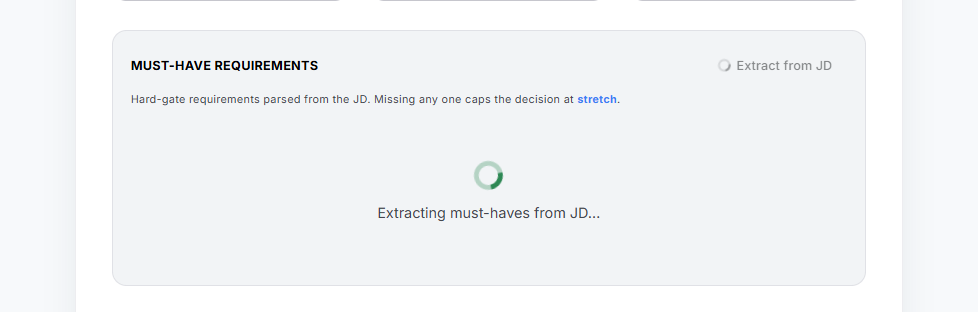 MUST-HAVE REQUIREMENTS
Extract from JD
Hard-gate requirements parsed from the JD. Missing any one caps the decision at stretch.
Extracting must-haves from JD...